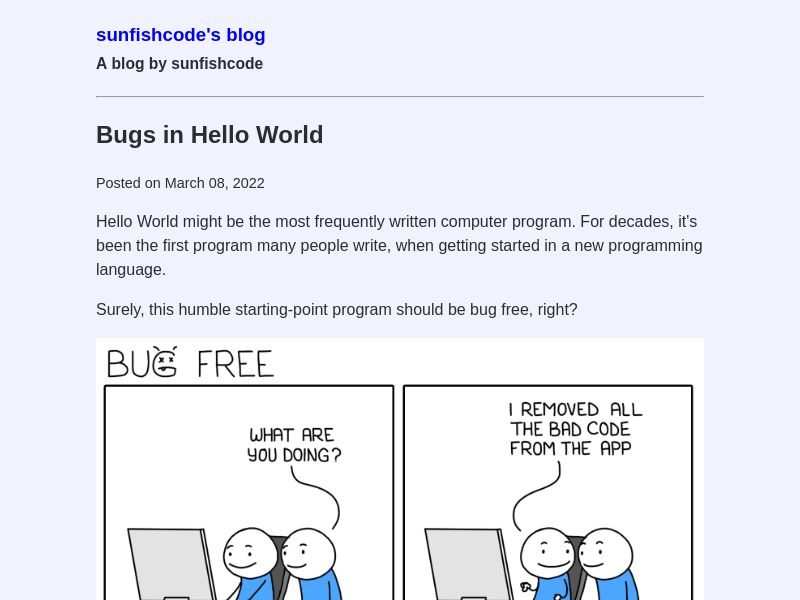 sunfishcode's blog
A blog by sunfishcode
Bugs in Hello World
Posted on March 08, 2022
Hello World might be the most frequently written computer program. For decades, it's
been the first program many people write, when getting started in a new programming
language.
Surely, this humble starting-point program should be bug free, right?
BUG FREE
WHAT ARE
YOU DOING?
I REMOVED ALL
THE BAD CODE
FROM THE APP